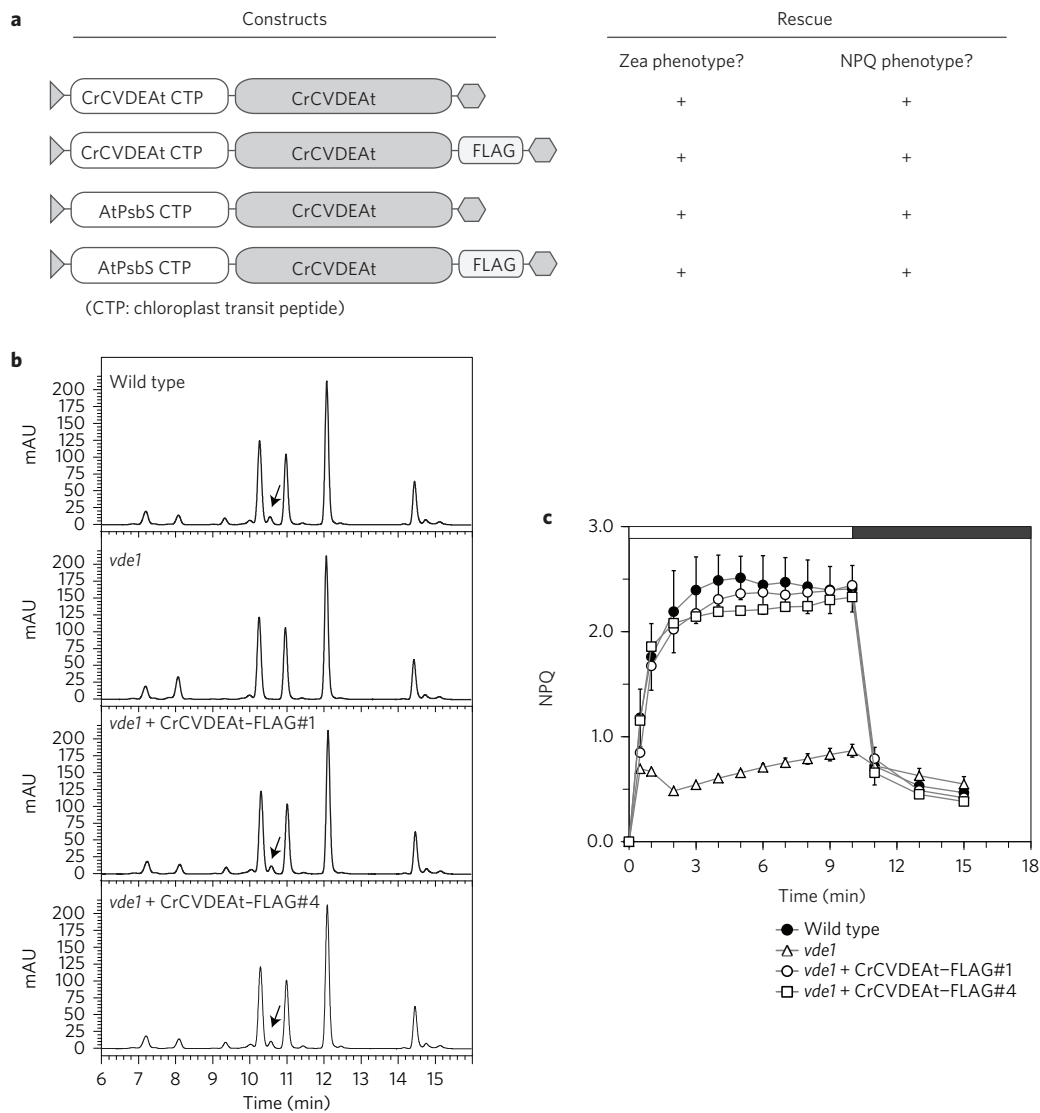 a
Constructs
Rescue
Zea phenotype?
NPQ phenotype?
CrCVDEAt CTP
CrCVDEAt
+
+
CrCVDEAt CTP
CrCVDEAt
FLAG
+
+
AtPsbS CTP
CrCVDEAt
+
+
AtPsbS CTP
CrCVDEAt
FLAG
+
+
(CTP: chloroplast transit peptide)
b
Wild type
200
175
150
125
100
75
50
25
0
mAU
vde1
200
175
150
125
100
75
50
25
0
mAU
vde1 + CrCVDEAt–FLAG#1
200
175
150
125
100
75
50
25
0
mAU
vde1 + CrCVDEAt–FLAG#4
200
175
150
125
100
75
50
25
0
mAU
6 7 8 9 10 11 12 13 14 15
Time (min)
c
3.0
2.0
1.0
0.0
NPQ
0 3 6 9 12 15 18
Time (min)
Wild type
vde1
vde1 + CrCVDEAt–FLAG#1
vde1 + CrCVDEAt–FLAG#4